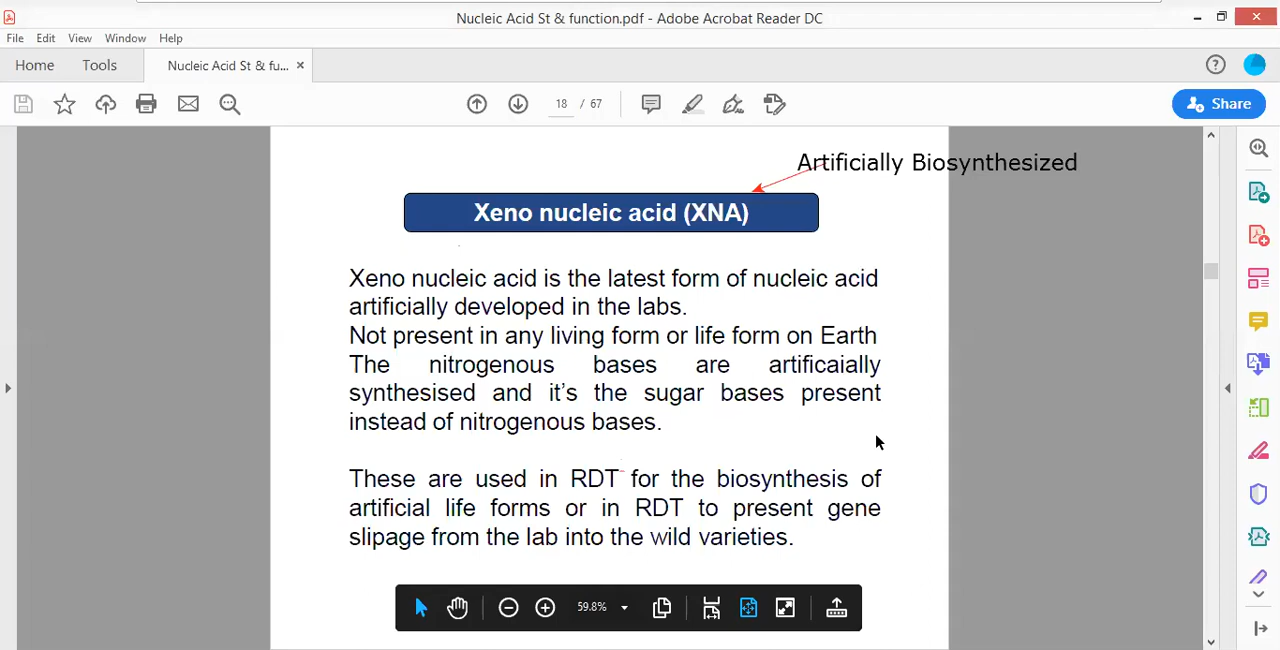 Nucleic Acid St & function.pdf - Adobe Acrobat Reader DC
File Edit View Window Help
Home Tools Nucleic Acid St & fu... ×
18 / 67
Share
Artificially Biosynthesized
Xeno nucleic acid (XNA)
Xeno nucleic acid is the latest form of nucleic acid
artificially developed in the labs.
Not present in any living form or life form on Earth
The nitrogenous bases are artificaially
synthesised and it's the sugar bases present
instead of nitrogenous bases.
These are used in RDT for the biosynthesis of
artificial life forms or in RDT to present gene
slipage from the lab into the wild varieties.
59.8%